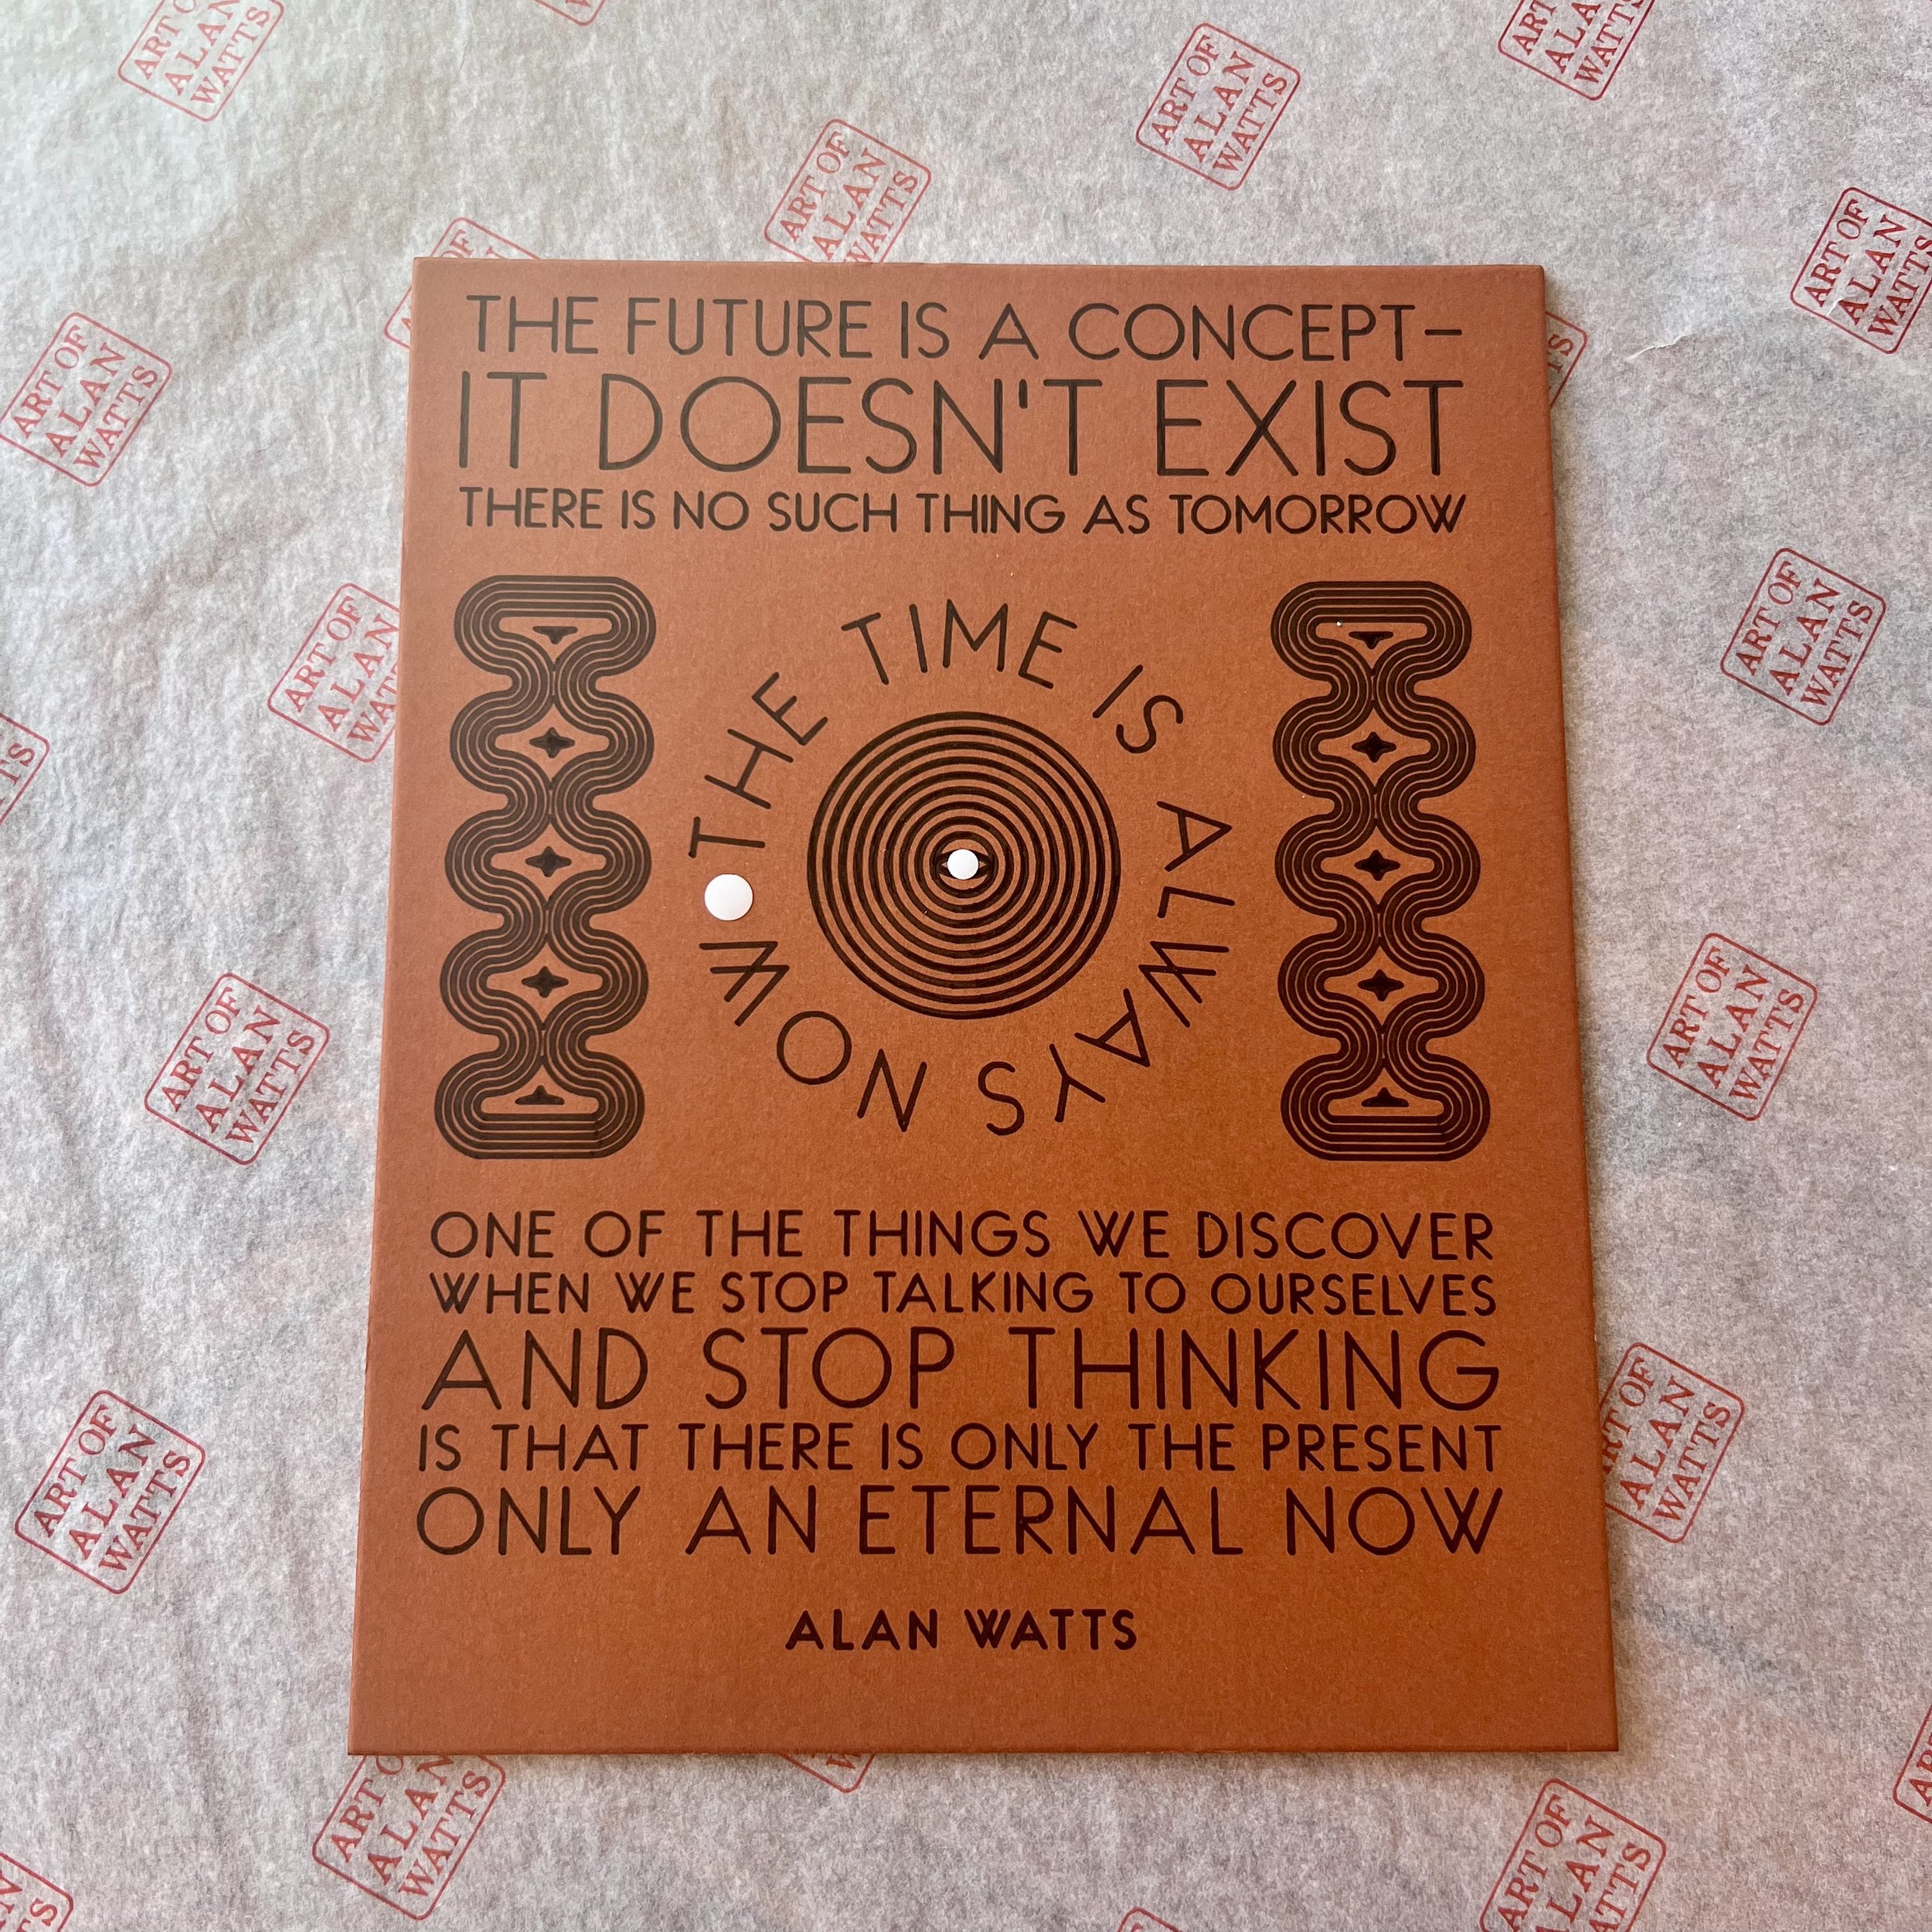 THE FUTURE IS A CONCEPT–
IT DOESN'T EXIST
THERE IS NO SUCH THING AS TOMORROW
THE TIME IS ALWAYS NOW
ONE OF THE THINGS WE DISCOVER
WHEN WE STOP TALKING TO OURSELVES
AND STOP THINKING
IS THAT THERE IS ONLY THE PRESENT
ONLY AN ETERNAL NOW
ALAN WATTS
ART OF
ALAN
WATTS